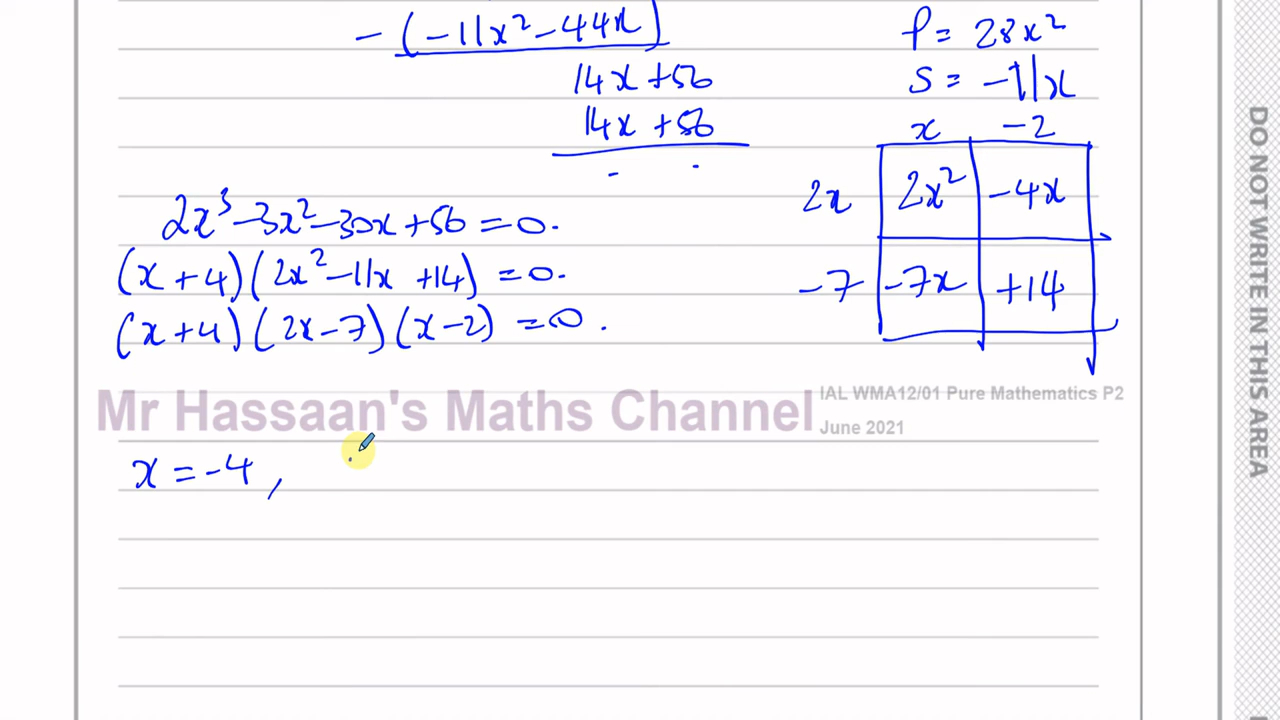 - (-11x² - 44x)
14x + 56
14x + 56
P = 28x²
S = -11x
x -2
2x 2x² -4x
-7 -7x +14
2x³ - 3x² - 30x + 56 = 0.
(x + 4)(2x² - 11x + 14) = 0.
(x + 4)(2x - 7)(x - 2) = 0.
Mr Hassaan's Maths Channel
IAL WMA12/01 Pure Mathematics P2
June 2021
x = -4,
DO NOT WRITE IN THIS AREA